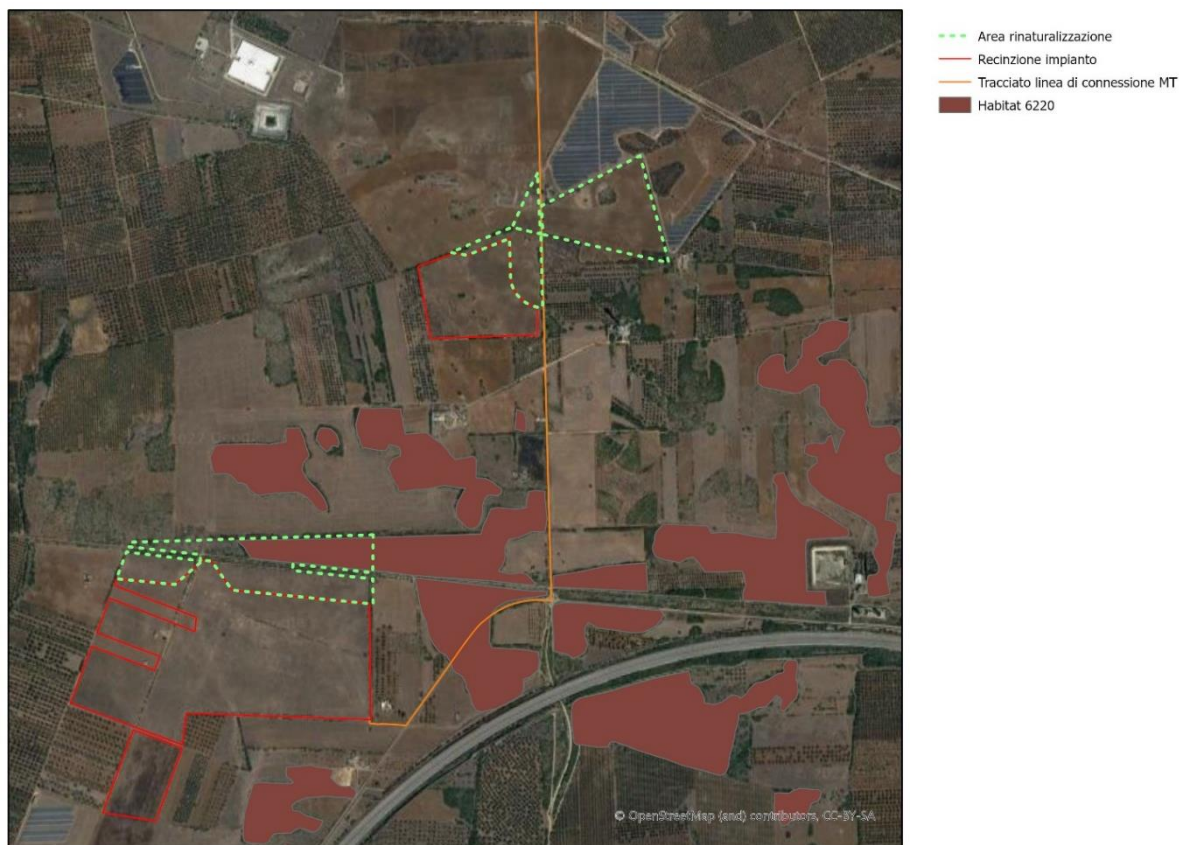 Area rinaturalizzazione
Recinzione impianto
Tracciato linea di connessione MT
Habitat 6220
© OpenStreetMap (and) contributors, CC-BY-SA